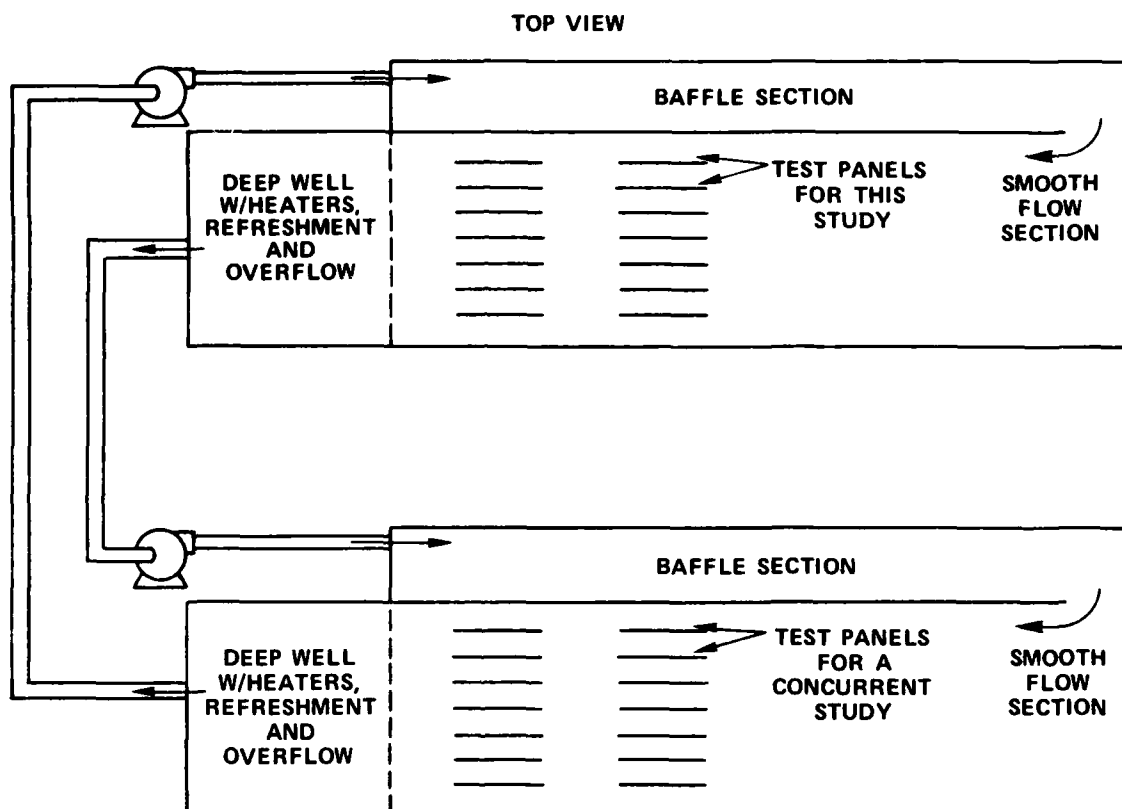 TOP VIEW
BAFFLE SECTION
DEEP WELL
W/HEATERS,
REFRESHMENT
AND
OVERFLOW
TEST PANELS
FOR THIS
STUDY
SMOOTH
FLOW
SECTION
BAFFLE SECTION
DEEP WELL
W/HEATERS,
REFRESHMENT
AND
OVERFLOW
TEST PANELS
FOR A
CONCURRENT
STUDY
SMOOTH
FLOW
SECTION